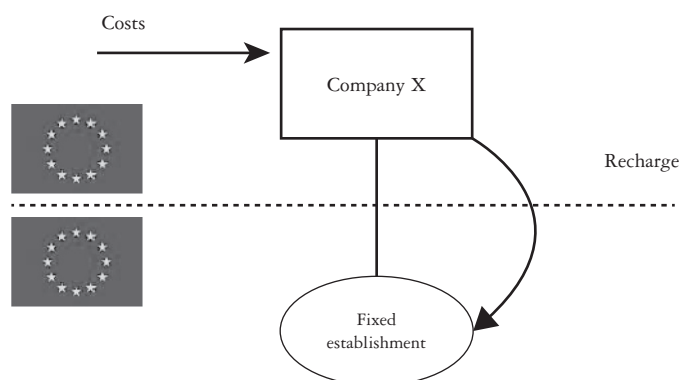 Costs
Company X
Recharge
Fixed
establishment